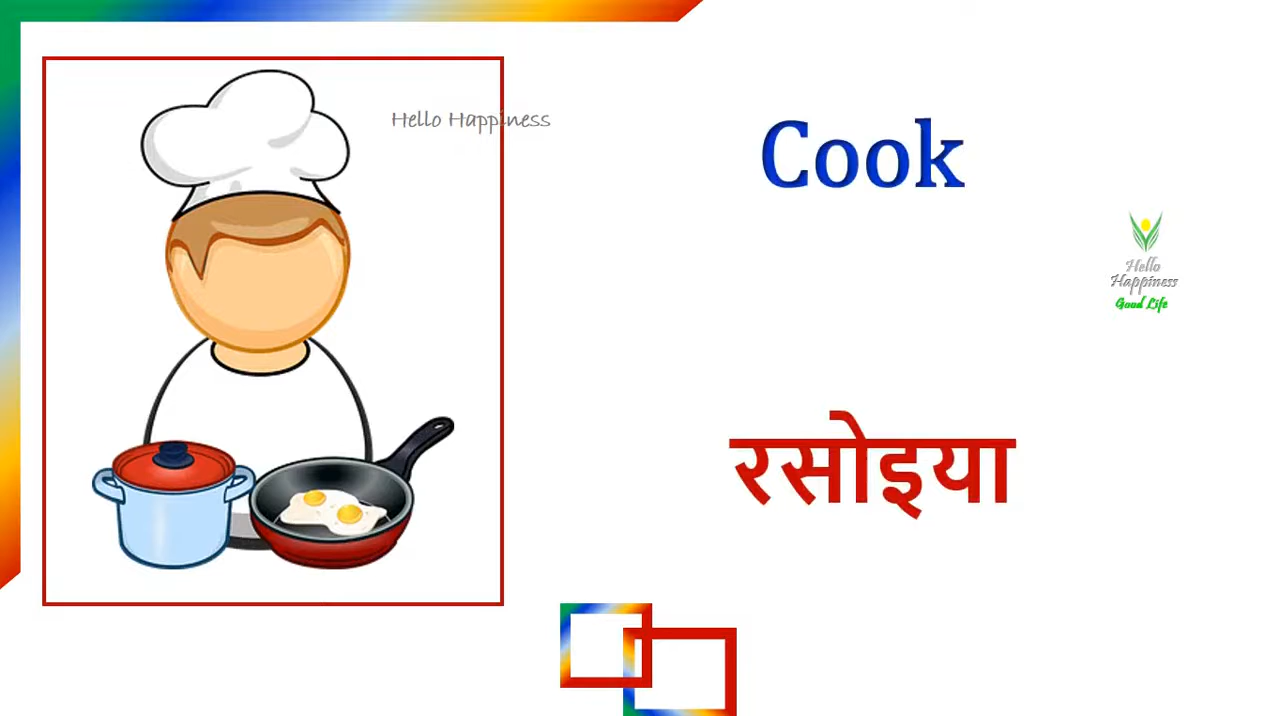 Hello Happiness
Cook
Hello
Happiness
Good Life
रसोइया